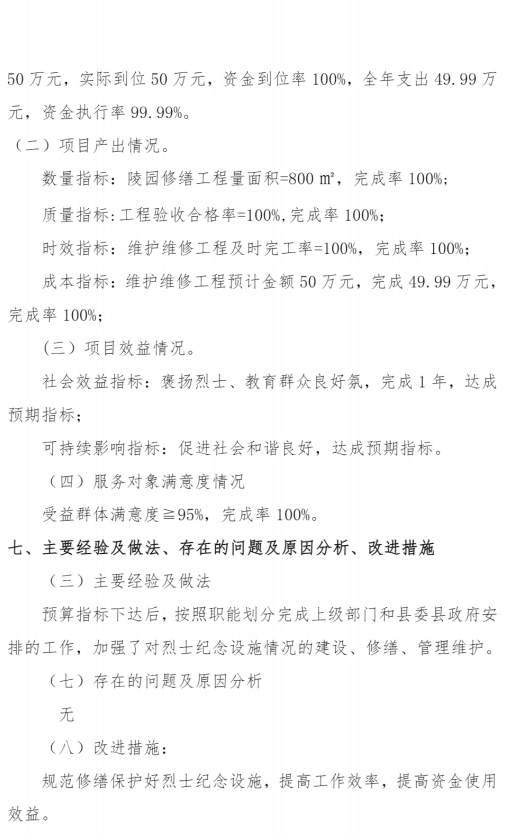 50 万元，实际到位 50 万元，资金到位率 100%，全年支出 49.99 万
元，资金执行率 99.99%。
（二）项目产出情况。
数量指标：陵园修缮工程量面积=800 ㎡，完成率 100%;
质量指标:工程验收合格率=100%,完成率 100%；
时效指标：维护维修工程及时完工率=100%，完成率 100%；
成本指标：维护维修工程预计金额 50 万元，完成 49.99 万元，
完成率 100%；
(三）项目效益情况。
社会效益指标：褒扬烈士、教育群众良好氛，完成 1 年，达成
预期指标；
可持续影响指标：促进社会和谐良好，达成预期指标。
（四）服务对象满意度情况
受益群体满意度≧95%，完成率 100%。
七、主要经验及做法、存在的问题及原因分析、改进措施
（三）主要经验及做法
预算指标下达后，按照职能划分完成上级部门和县委县政府安
排的工作，加强了对烈士纪念设施情况的建设、修缮、管理维护。
（七）存在的问题及原因分析
无
（八）改进措施：
规范修缮保护好烈士纪念设施，提高工作效率，提高资金使用
效益。